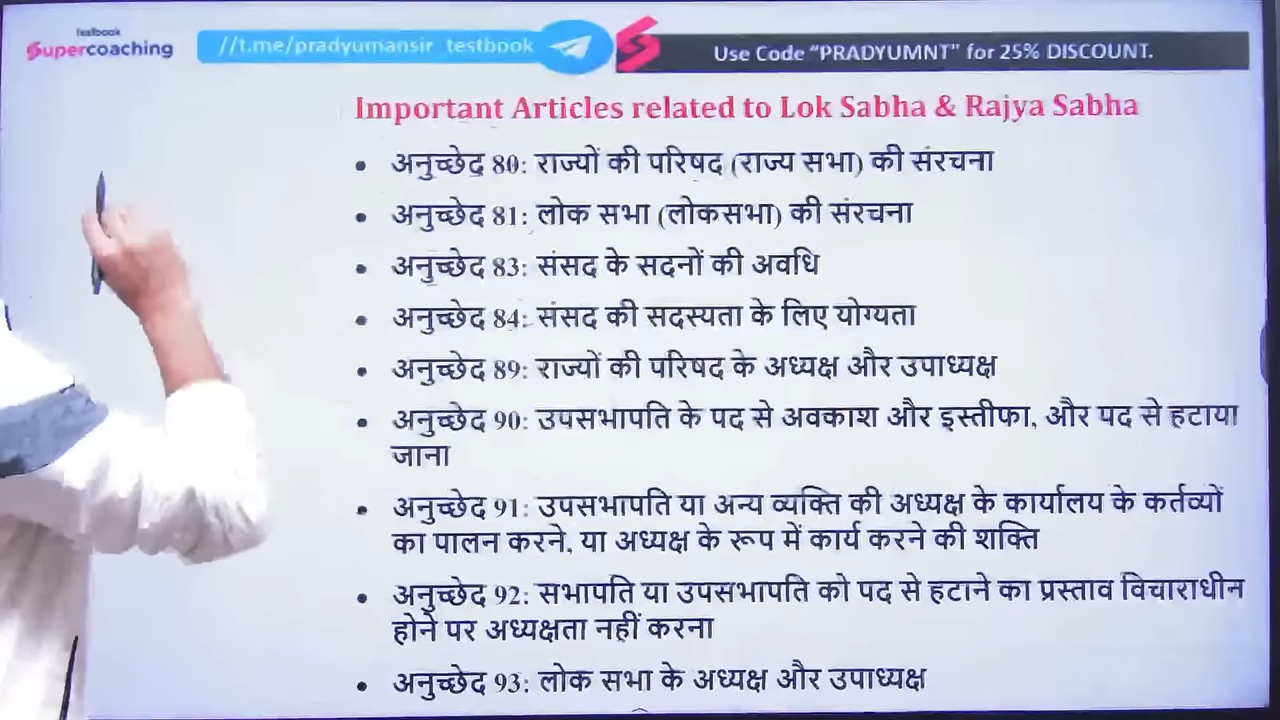 testbook
Supercoaching
//t.me/pradyumansir_testbook
Use Code “PRADYUMNT" for 25% DISCOUNT.
Important Articles related to Lok Sabha & Rajya Sabha
• अनुच्छेद 80: राज्यों की परिषद (राज्य सभा) की संरचना
• अनुच्छेद 81: लोक सभा (लोकसभा) की संरचना
• अनुच्छेद 83: संसद के सदनों की अवधि
• अनुच्छेद 84: संसद की सदस्यता के लिए योग्यता
• अनुच्छेद 89: राज्यों की परिषद के अध्यक्ष और उपाध्यक्ष
• अनुच्छेद 90: उपसभापति के पद से अवकाश और इस्तीफा, और पद से हटाया
जाना
• अनुच्छेद 91: उपसभापति या अन्य व्यक्ति की अध्यक्ष के कार्यालय के कर्तव्यों
का पालन करने, या अध्यक्ष के रूप में कार्य करने की शक्ति
• अनुच्छेद 92: सभापति या उपसभापति को पद से हटाने का प्रस्ताव विचाराधीन
होने पर अध्यक्षता नहीं करना
• अनुच्छेद 93: लोक सभा के अध्यक्ष और उपाध्यक्ष